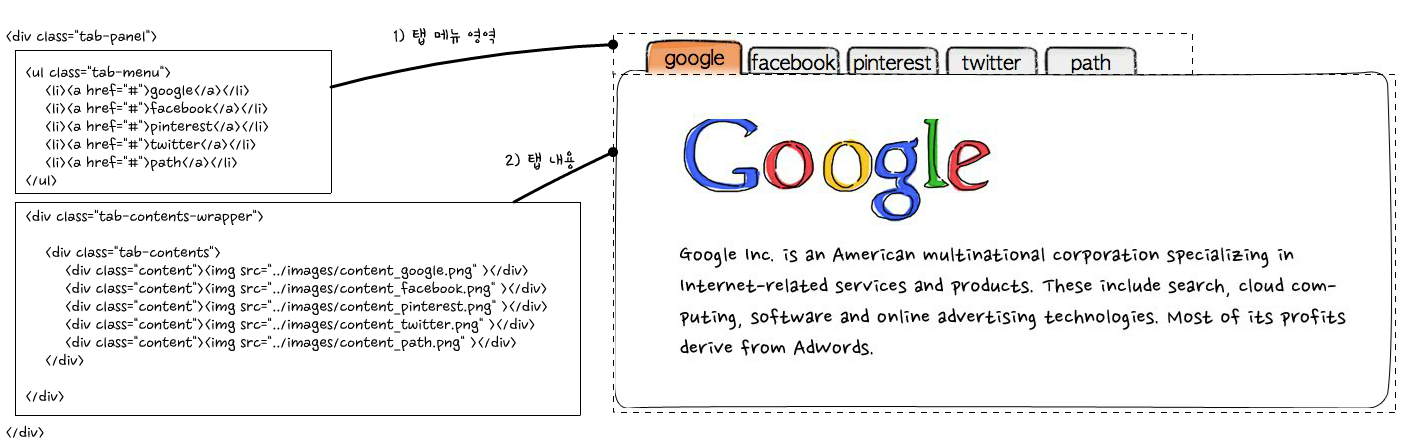 <div class="tab-panel">
<ul class="tab-menu">
<li><a href="#">google</a></li>
<li><a href="#">facebook</a></li>
<li><a href="#">pinterest</a></li>
<li><a href="#">twitter</a></li>
<li><a href="#">path</a></li>
</ul>
<div class="tab-contents-wrapper">
<div class="tab-contents">
<div class="content"><img src="../images/content_google.png" ></div>
<div class="content"><img src="../images/content_facebook.png" ></div>
<div class="content"><img src="../images/content_pinterest.png" ></div>
<div class="content"><img src="../images/content_twitter.png" ></div>
<div class="content"><img src="../images/content_path.png" ></div>
</div>
</div>
</div>
1) 탭 메뉴 영역
2) 탭 내용
google facebook pinterest twitter path
Google
Google Inc. is an American multinational corporation specializing in
Internet-related services and products. These include search, cloud com-
puting, software and online advertising technologies. Most of its profits
derive from AdWords.